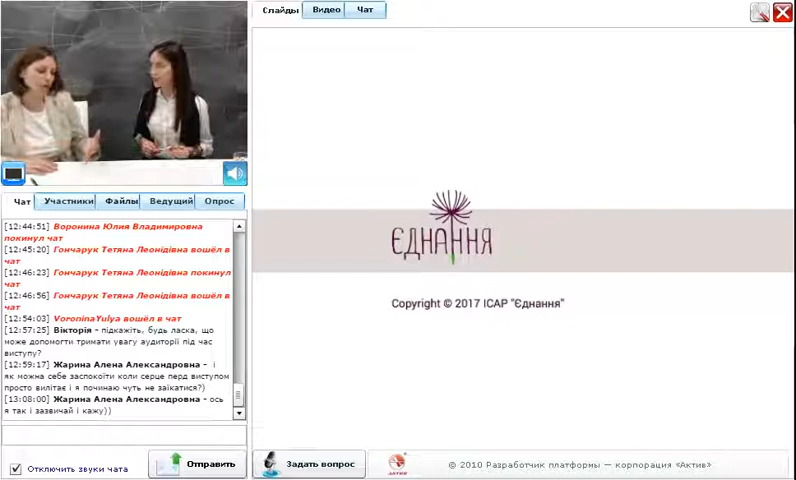 Слайды
Видео
Чат
Чат
Участники
Файлы
Ведущий
Опрос
[12:44:51] Воронина Юлия Владимировна
покинул чат
[12:45:20] Гончарук Тетяна Леонідівна вошёл в
чат
[12:46:23] Гончарук Тетяна Леонідівна покинул
чат
[12:46:56] Гончарук Тетяна Леонідівна вошёл в
чат
[12:54:03] VoroninaYulya вошёл в чат
[12:57:25] Вікторія - підкажіть, будь ласка, що
може допомогти тримати увагу аудиторії під час
виступу?
[12:59:17] Жарина Алена Александровна - і
як можна себе заспокоїти коли серце перд виступом
просто вилітає і я починаю чуть не заїкатися?)
[13:08:00] Жарина Алена Александровна - ось
я так і зазвичай і кажу))
Отключить звуки чата
Отправить
ЄДНАННЯ
Copyright © 2017 ІСАР "Єднання"
Задать вопрос
АКТИВ
© 2010 Разработчик платформы — корпорация «Актив»